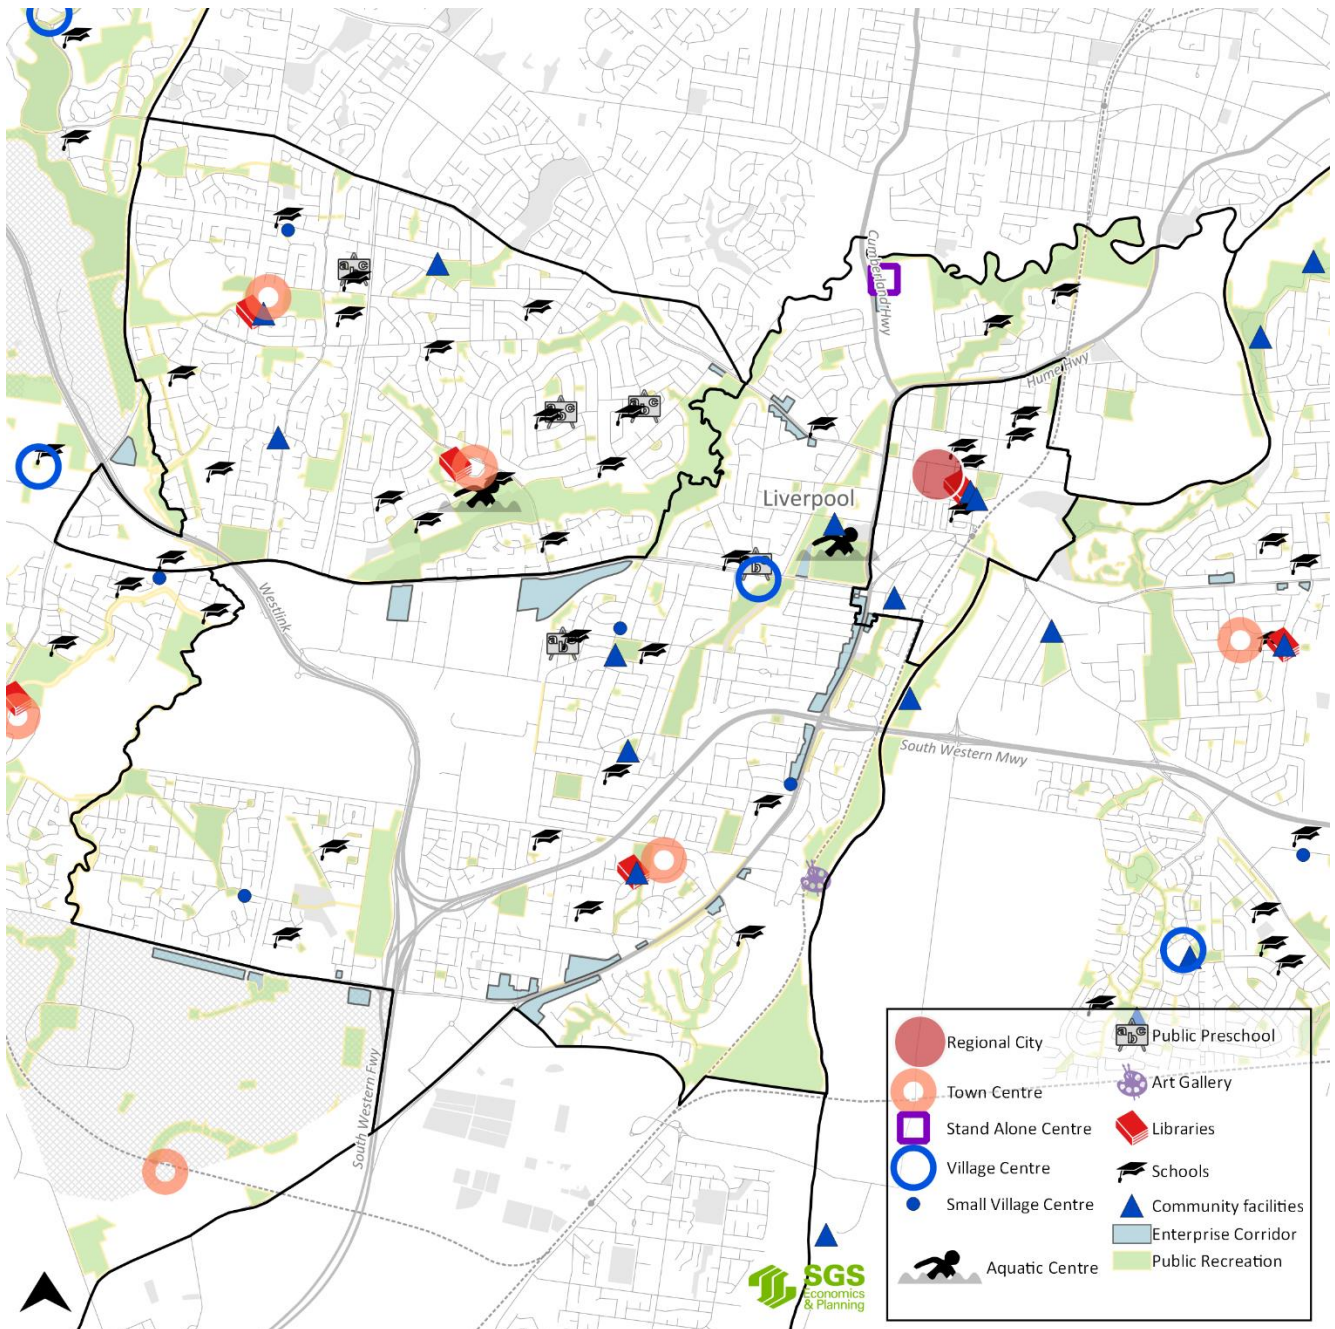 Cumberland Hwy
Hume Hwy
Liverpool
Westlink
South Western Mwy
South Western Fwy
Regional City
Town Centre
Stand Alone Centre
Village Centre
Small Village Centre
Aquatic Centre
abc
Public Preschool
Art Gallery
Libraries
Schools
Community facilities
Enterprise Corridor
Public Recreation
SGS
Economics
& Planning